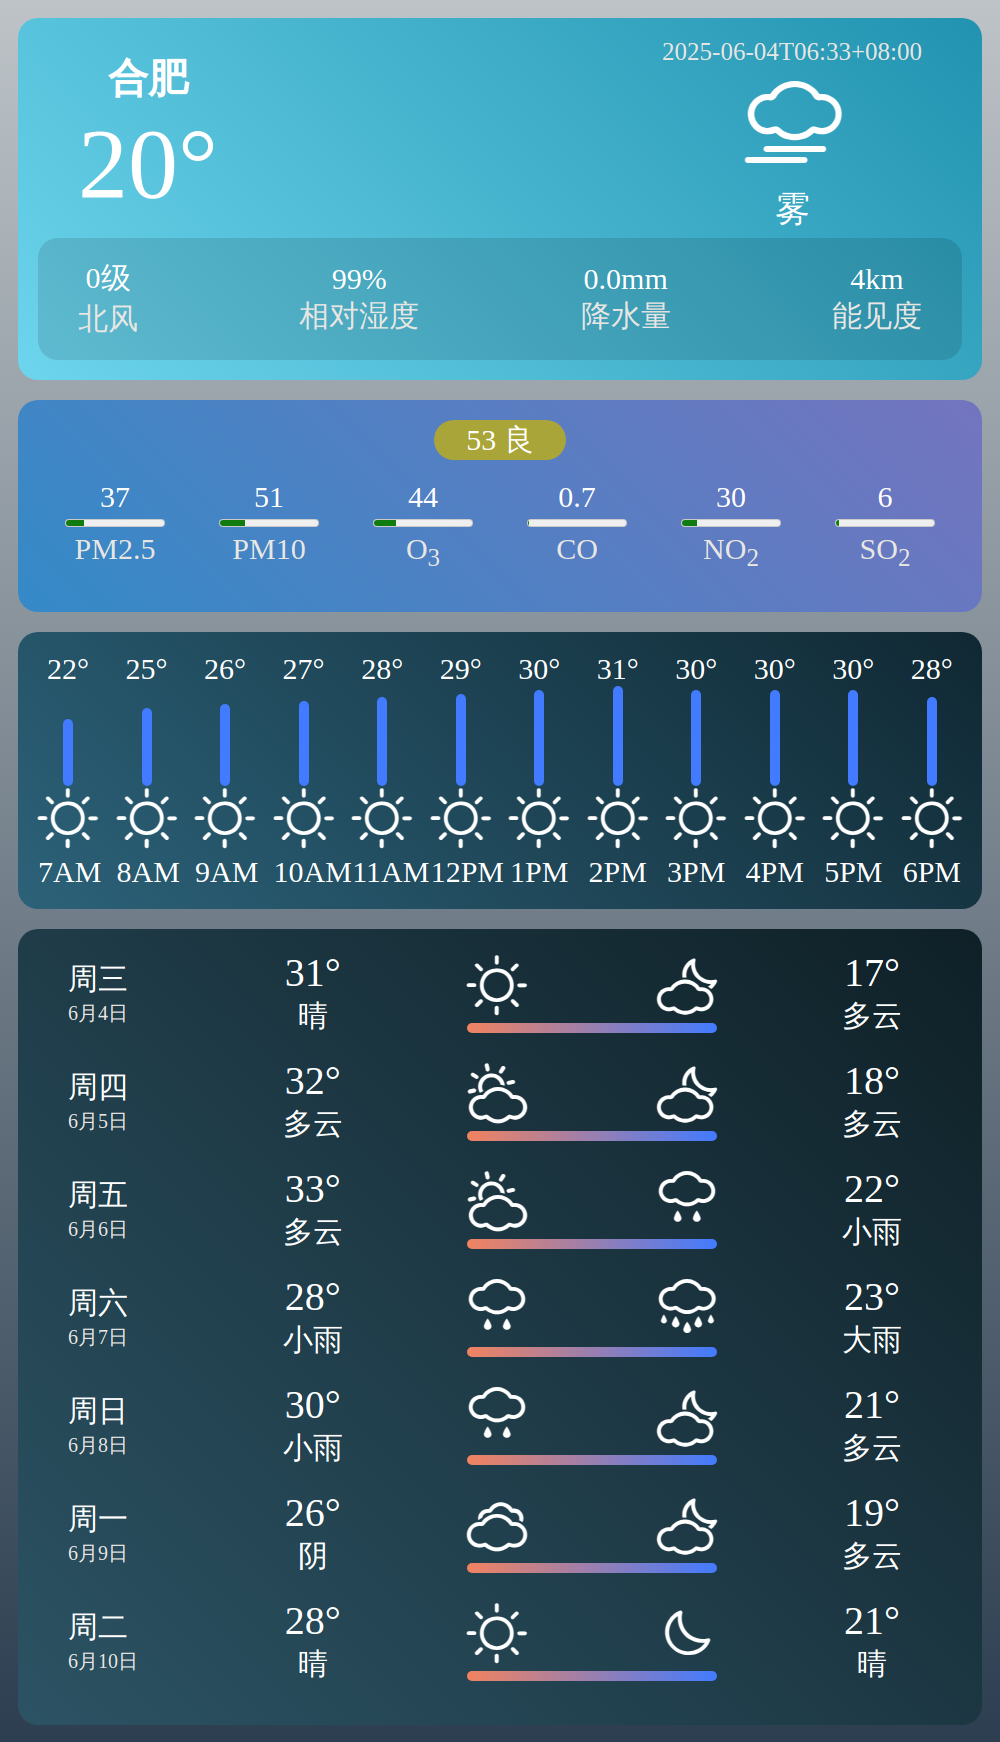 合肥
2025-06-04T06:33+08:00
20°
雾
0级 99% 0.0mm 4km
北风 相对湿度 降水量 能见度
53 良
37 51 44 0.7 30 6
PM2.5 PM10 O3 CO NO2 SO2
22° 25° 26° 27° 28° 29° 30° 31° 30° 30° 30° 28°
7AM 8AM 9AM 10AM 11AM 12PM 1PM 2PM 3PM 4PM 5PM 6PM
周三 31° 17°
6月4日 晴 多云
周四 32° 18°
6月5日 多云 多云
周五 33° 22°
6月6日 多云 小雨
周六 28° 23°
6月7日 小雨 大雨
周日 30° 21°
6月8日 小雨 多云
周一 26° 19°
6月9日 阴 多云
周二 28° 21°
6月10日 晴 晴